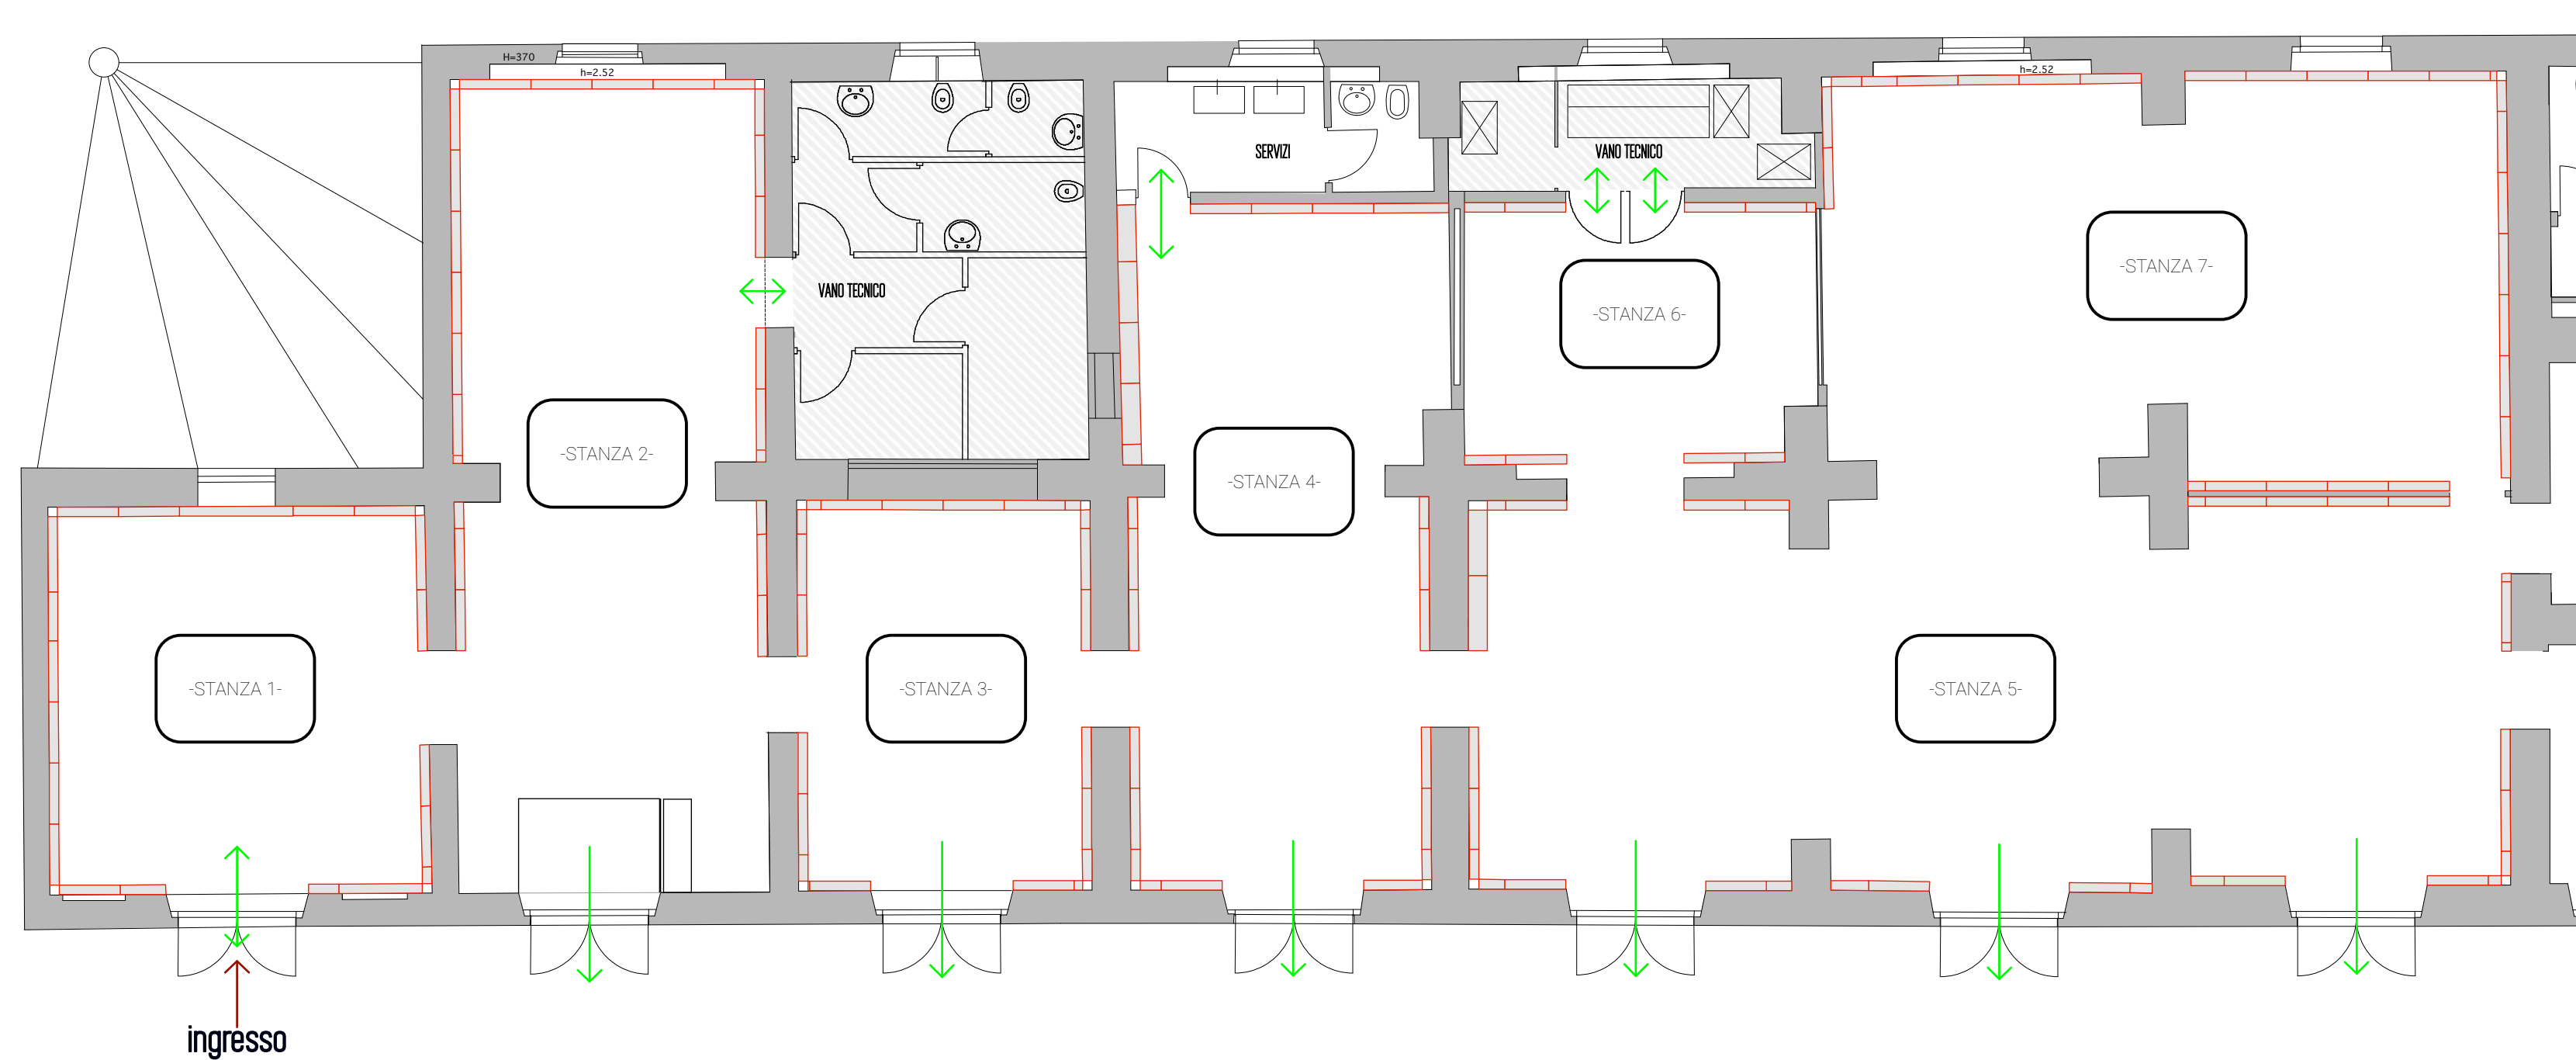 H=370
h=2.52
h=2.52
SERVIZI
VANO TECNICO
-STANZA 7-
VANO TECNICO
-STANZA 6-
-STANZA 2-
-STANZA 4-
-STANZA 1-
-STANZA 3-
-STANZA 5-
ingresso